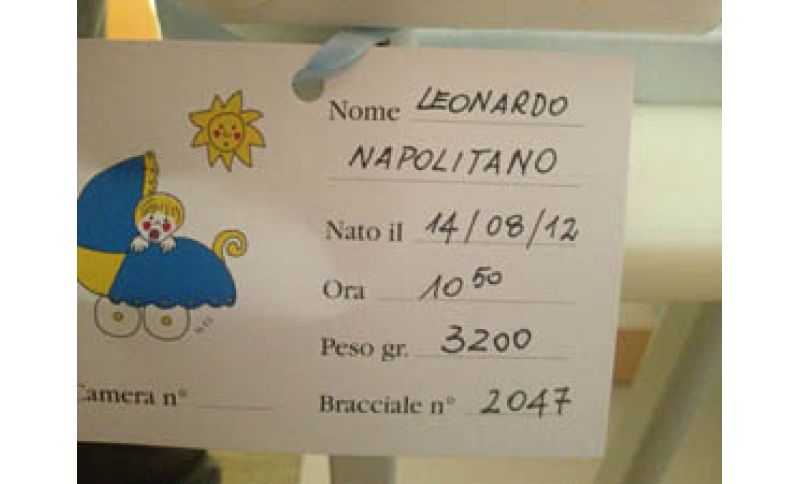 Nome LEONARDO
NAPOLITANO
Nato il 14/08/12
Ora 10 50
Peso gr. 3200
Camera n°
Bracciale n° 2047